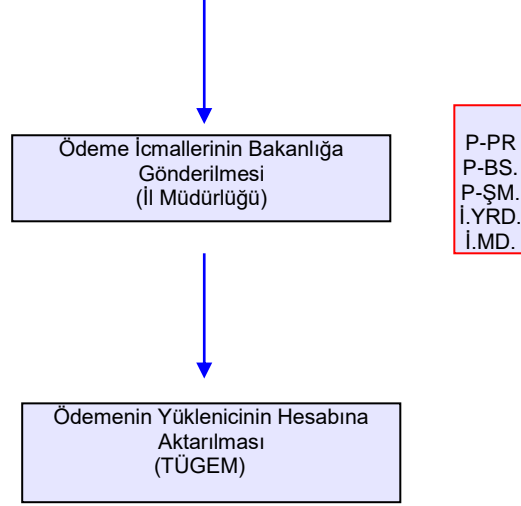 Ödeme İcmallerinin Bakanlığa
Gönderilmesi
(İl Müdürlüğü)
P-PR
P-BS.
P-ŞM.
İ.YRD.
İ.MD.
Ödemenin Yüklenicinin Hesabına
Aktarılması
(TÜGEM)